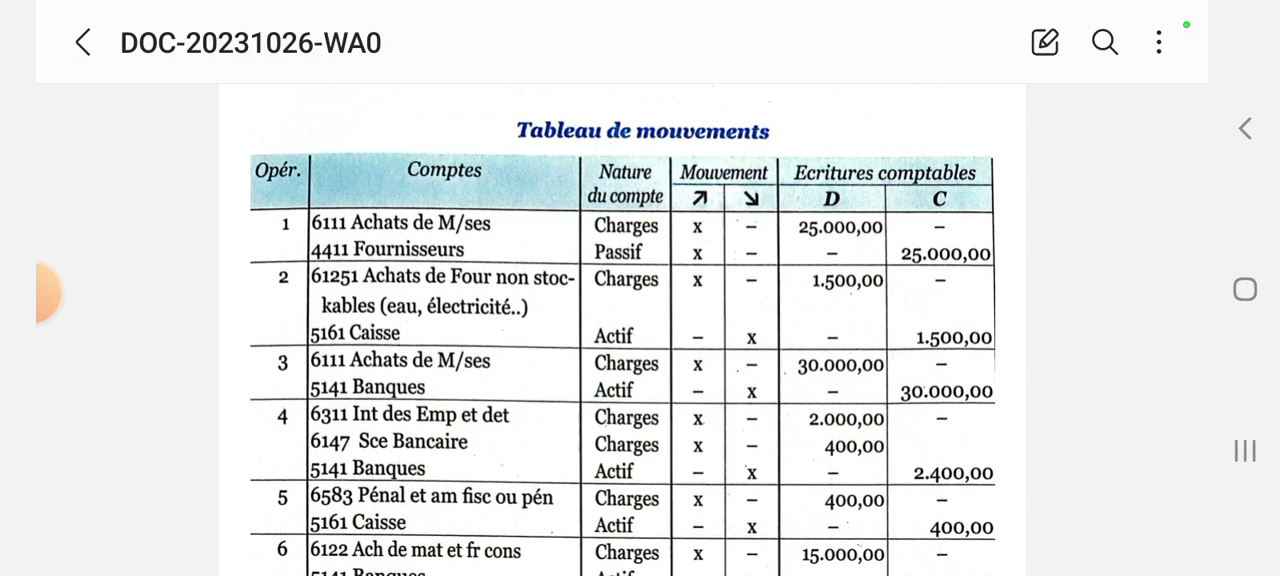 DOC-20231026-WA0
Tableau de mouvements
Opér. Comptes Nature du compte Mouvement Ecritures comptables
↗ ↘ D C
1 6111 Achats de M/ses Charges x – 25.000,00 –
4411 Fournisseurs Passif x – – 25.000,00
2 61251 Achats de Four non stoc- Charges x – 1.500,00 –
kables (eau, électricité..)
5161 Caisse Actif – x – 1.500,00
3 6111 Achats de M/ses Charges x – 30.000,00 –
5141 Banques Actif – x – 30.000,00
4 6311 Int des Emp et det Charges x – 2.000,00 –
6147 Sce Bancaire Charges x – 400,00
5141 Banques Actif – x – 2.400,00
5 6583 Pénal et am fisc ou pén Charges x – 400,00 –
5161 Caisse Actif – x – 400,00
6 6122 Ach de mat et fr cons Charges x – 15.000,00 –